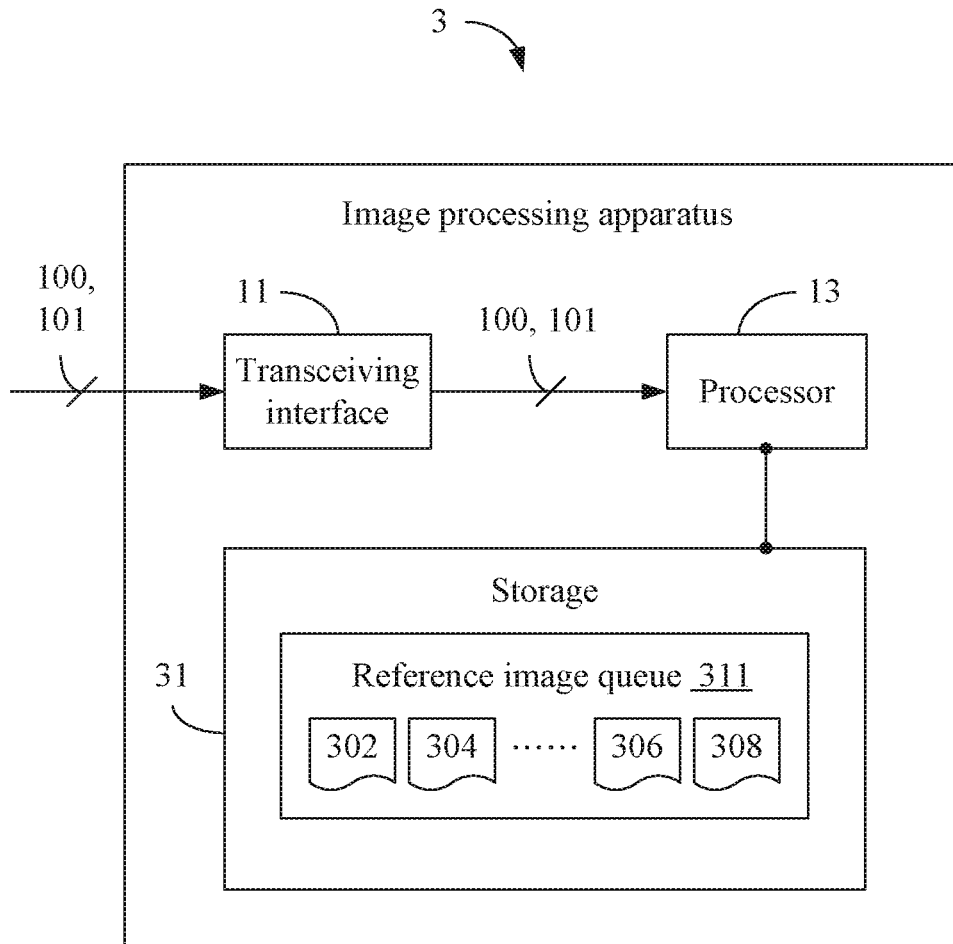 3
Image processing apparatus
100,
101
11
100, 101
13
Transceiving
interface
Processor
Storage
31
Reference image queue 311
302 304 ...... 306 308